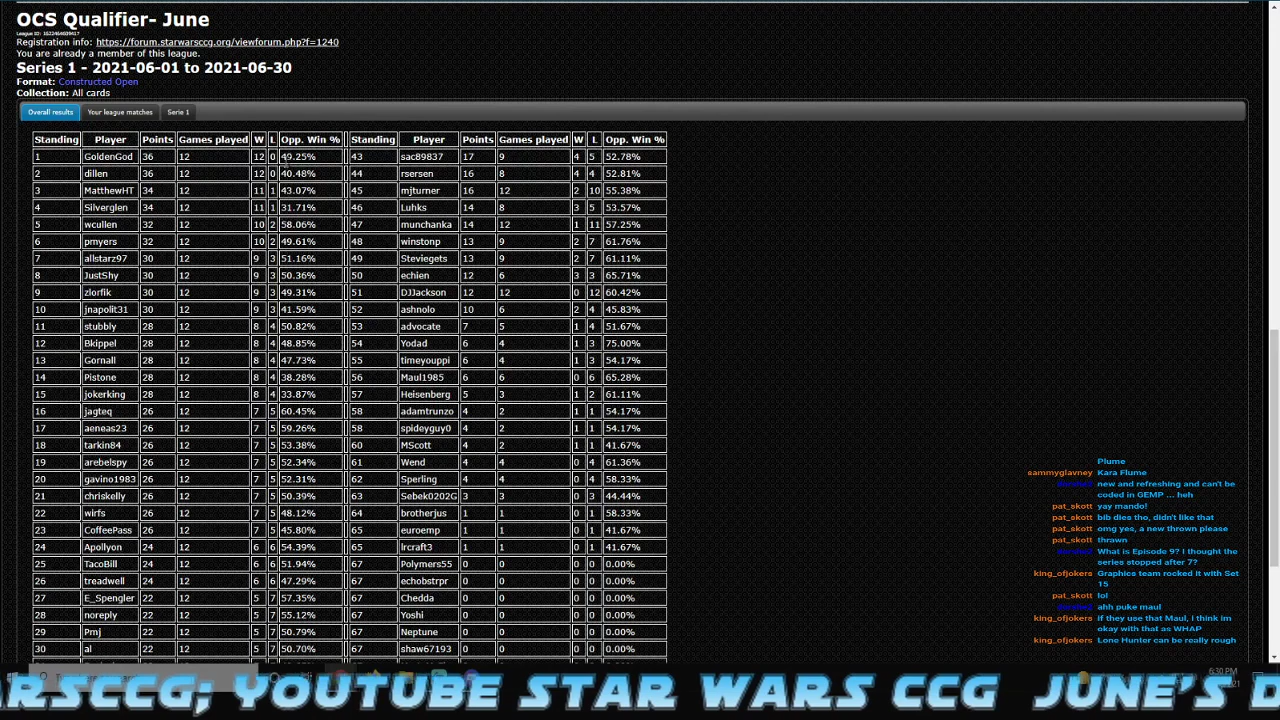 OCS Qualifier- June
Registration info: https://forum.starwarsccg.org/viewforum.php?f=1240
You are already a member of this league.
Series 1 - 2021-06-01 to 2021-06-30
Format: Constructed Open
Collection: All cards
Overall results Your league matches Serie 1
Standing Player Points Games played W L Opp. Win % Standing Player Points Games played W L Opp. Win %
1 GoldenGod 36 12 12 0 49.25% 43 sac89837 17 9 4 5 52.78%
2 dillen 36 12 12 0 40.48% 44 rsersen 16 8 4 4 52.81%
3 MatthewHT 34 12 11 1 43.07% 45 mjturner 16 12 2 10 55.38%
4 Silverglen 34 12 11 1 31.71% 46 Luhks 14 8 3 5 53.57%
5 wcullen 32 12 10 2 58.06% 47 munchanka 14 12 1 11 57.25%
6 pmyers 32 12 10 2 49.61% 48 winstonp 13 9 2 7 61.76%
7 allstarz97 30 12 9 3 51.16% 49 Steviegets 13 9 2 7 61.11%
8 JustShy 30 12 9 3 50.36% 50 echien 12 6 3 3 65.71%
9 zlorfik 30 12 9 3 49.31% 51 DJJackson 12 12 0 12 60.42%
10 jnapolit31 30 12 9 3 41.59% 52 ashnolo 10 6 2 4 45.83%
11 stubbly 28 12 8 4 50.82% 53 advocate 7 5 1 4 51.67%
12 Bkippel 28 12 8 4 48.85% 54 Yodad 6 4 1 3 75.00%
13 Gornall 28 12 8 4 47.73% 55 timeyouppi 6 4 1 3 54.17%
14 Pistone 28 12 8 4 38.28% 56 Maul1985 6 6 0 6 65.28%
15 jokerking 28 12 8 4 33.87% 57 Heisenberg 5 3 1 2 61.11%
16 jagteq 26 12 7 5 60.45% 58 adamtrunzo 4 2 1 1 54.17%
17 aeneas23 26 12 7 5 59.26% 58 spideyguy0 4 2 1 1 54.17%
18 tarkin84 26 12 7 5 53.38% 60 MScott 4 2 1 1 41.67%
19 arebelspy 26 12 7 5 52.34% 61 Wend 4 4 0 4 61.36%
20 gavino1983 26 12 7 5 52.31% 62 Sperling 4 4 0 4 58.33%
21 chriskelly 26 12 7 5 50.39% 63 Sebek0202G 3 3 0 3 44.44%
22 wirfs 26 12 7 5 48.12% 64 brotherjus 1 1 0 1 58.33%
23 CoffeePass 26 12 7 5 45.80% 65 euroemp 1 1 0 1 41.67%
24 Apollyon 24 12 6 6 54.39% 65 lrcraft3 1 1 0 1 41.67%
25 TacoBill 24 12 6 6 51.94% 67 Polymers55 0 0 0 0 0.00%
26 treadwell 24 12 6 6 47.29% 67 echobstrpr 0 0 0 0 0.00%
27 E_Spengler 22 12 5 7 57.35% 67 Chedda 0 0 0 0 0.00%
28 noreply 22 12 5 7 55.12% 67 Yoshi 0 0 0 0 0.00%
29 Pmj 22 12 5 7 50.79% 67 Neptune 0 0 0 0 0.00%
30 al 22 12 5 7 50.70% 67 shaw67193 0 0 0 0 0.00%
Plume
sammyglavney Kara Flume
new and refreshing and can't be
coded in GEMP ... heh
pat_skott yay mando!
pat_skott bib dies tho, didn't like that
pat_skott omg yes, a new thrown please
pat_skott thrawn
What is Episode 9? I thought the
series stopped after 7?
king_ofjokers Graphics team rocked it with Set
15
pat_skott lol
ahh puke maul
king_ofjokers if they use that Maul, i think im
okay with that as WHAP
king_ofjokers Lone Hunter can be really rough
6:30 PM
ARSCCG; YOUTUBE STAR WARS CCG JUNE'S D